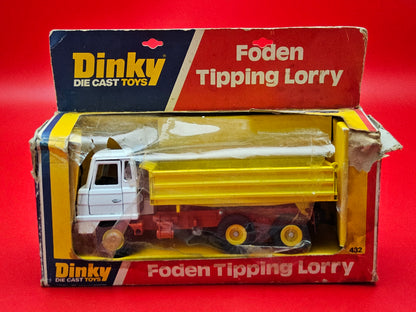 Dinky
DIE CAST TOYS
Foden
Tipping Lorry
432
Dinky
DIE CAST TOYS
Foden Tipping Lorry